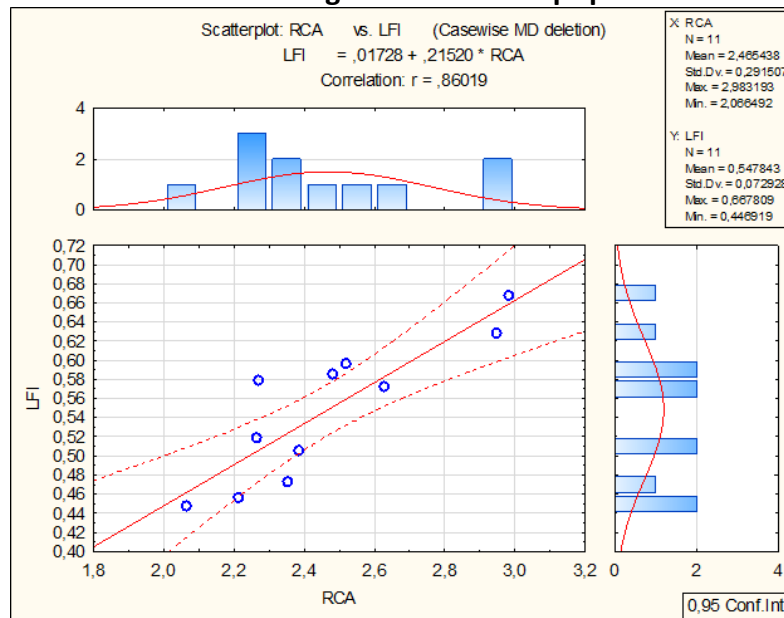 Scatterplot: RCA vs. LFI (Casewise MD deletion)
LFI = ,01728 + ,21520 * RCA
Correlation: r = ,86019
X: RCA
N = 11
Mean = 2,465438
Std.Dv. = 0,291507
Max. = 2,983193
Min. = 2,066492
Y: LFI
N = 11
Mean = 0,547843
Std.Dv. = 0,072928
Max. = 0,667809
Min. = 0,446919
4
2
0
0,72
0,70
0,68
0,66
0,64
0,62
0,60
0,58
0,56
0,54
0,52
0,50
0,48
0,46
0,44
0,42
0,40
LFI
1,8 2,0 2,2 2,4 2,6 2,8 3,0 3,2
RCA
0 2 4
0,95 Conf.Int